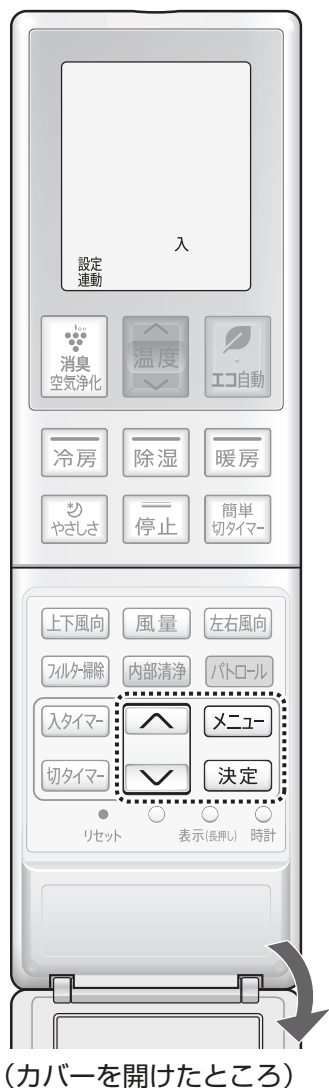 入
設定
連動
Ion
消臭
空気浄化
温度
エコ自動
冷房
除湿
暖房
やさしさ
停止
簡単
切タイマー
上下風向
風量
左右風向
フィルター掃除
内部清浄
パトロール
入タイマー
メニュー
切タイマー
決定
リセット
表示(長押し)
時計
(カバーを開けたところ)